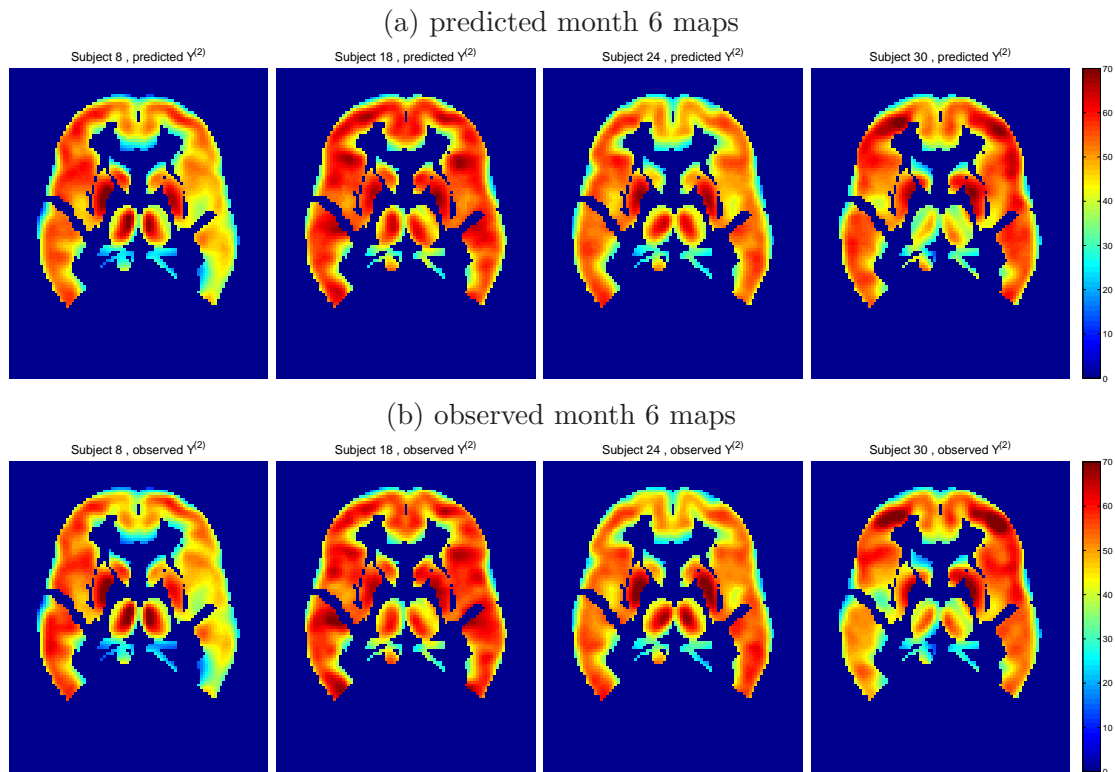 (a) predicted month 6 maps
Subject 8 , predicted Y(2)
Subject 18 , predicted Y(2)
Subject 24 , predicted Y(2)
Subject 30 , predicted Y(2)
70
60
50
40
30
20
10
0
(b) observed month 6 maps
Subject 8 , observed Y(2)
Subject 18 , observed Y(2)
Subject 24 , observed Y(2)
Subject 30 , observed Y(2)
70
60
50
40
30
20
10
0